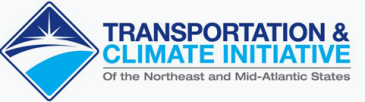 TRANSPORTATION &
CLIMATE INITIATIVE
Of the Northeast and Mid-Atlantic States